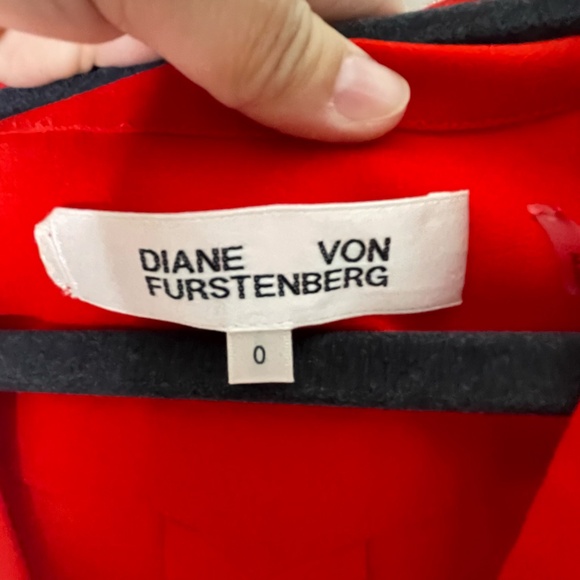 DIANE VON
FURSTENBERG
0